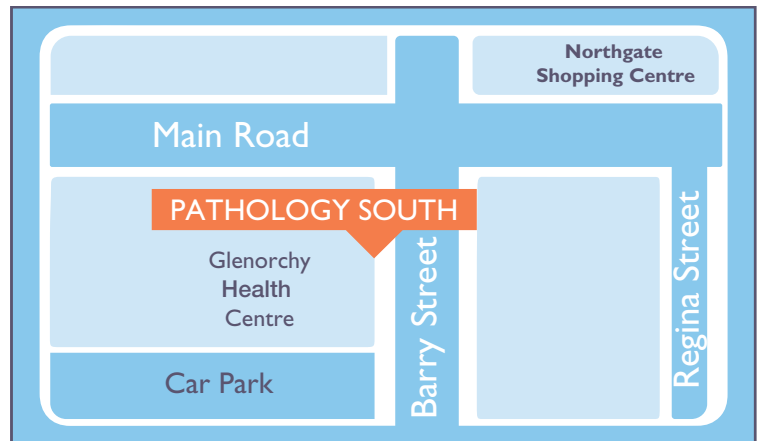 Northgate
Shopping Centre
Main Road
PATHOLOGY SOUTH
Glenorchy
Health
Centre
Barry Street
Regina Street
Car Park